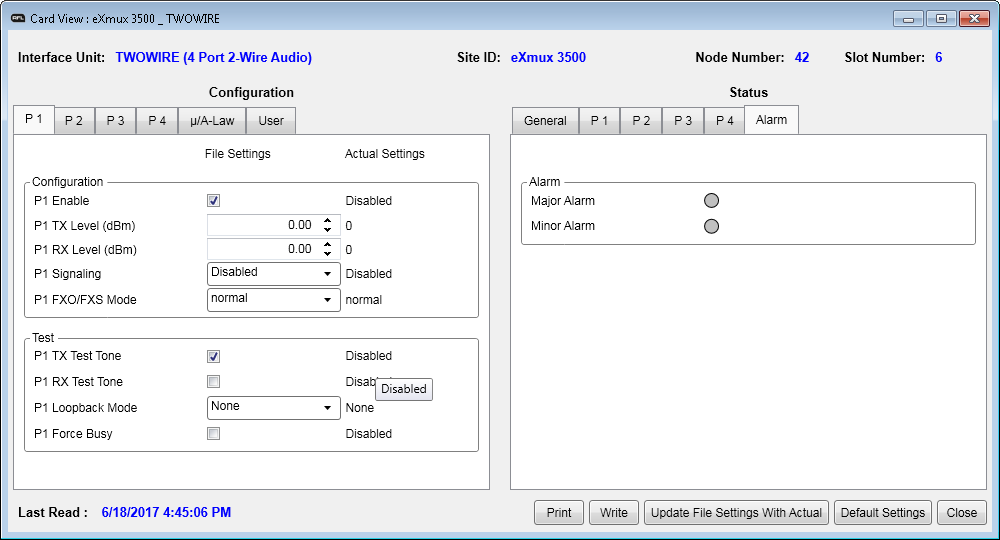 AFL Card View : eXmux 3500 _ TWOWIRE
Interface Unit: TWOWIRE (4 Port 2-Wire Audio) Site ID: eXmux 3500 Node Number: 42 Slot Number: 6
Configuration Status
P 1 P 2 P 3 P 4 µ/A-Law User General P 1 P 2 P 3 P 4 Alarm
File Settings Actual Settings
Configuration
P1 Enable Disabled
P1 TX Level (dBm) 0.00 0
P1 RX Level (dBm) 0.00 0
P1 Signaling Disabled Disabled
P1 FXO/FXS Mode normal normal
Test
P1 TX Test Tone Disabled
P1 RX Test Tone Disab
Disabled
P1 Loopback Mode None None
P1 Force Busy Disabled
Alarm
Major Alarm
Minor Alarm
Last Read : 6/18/2017 4:45:06 PM
Print Write Update File Settings With Actual Default Settings Close